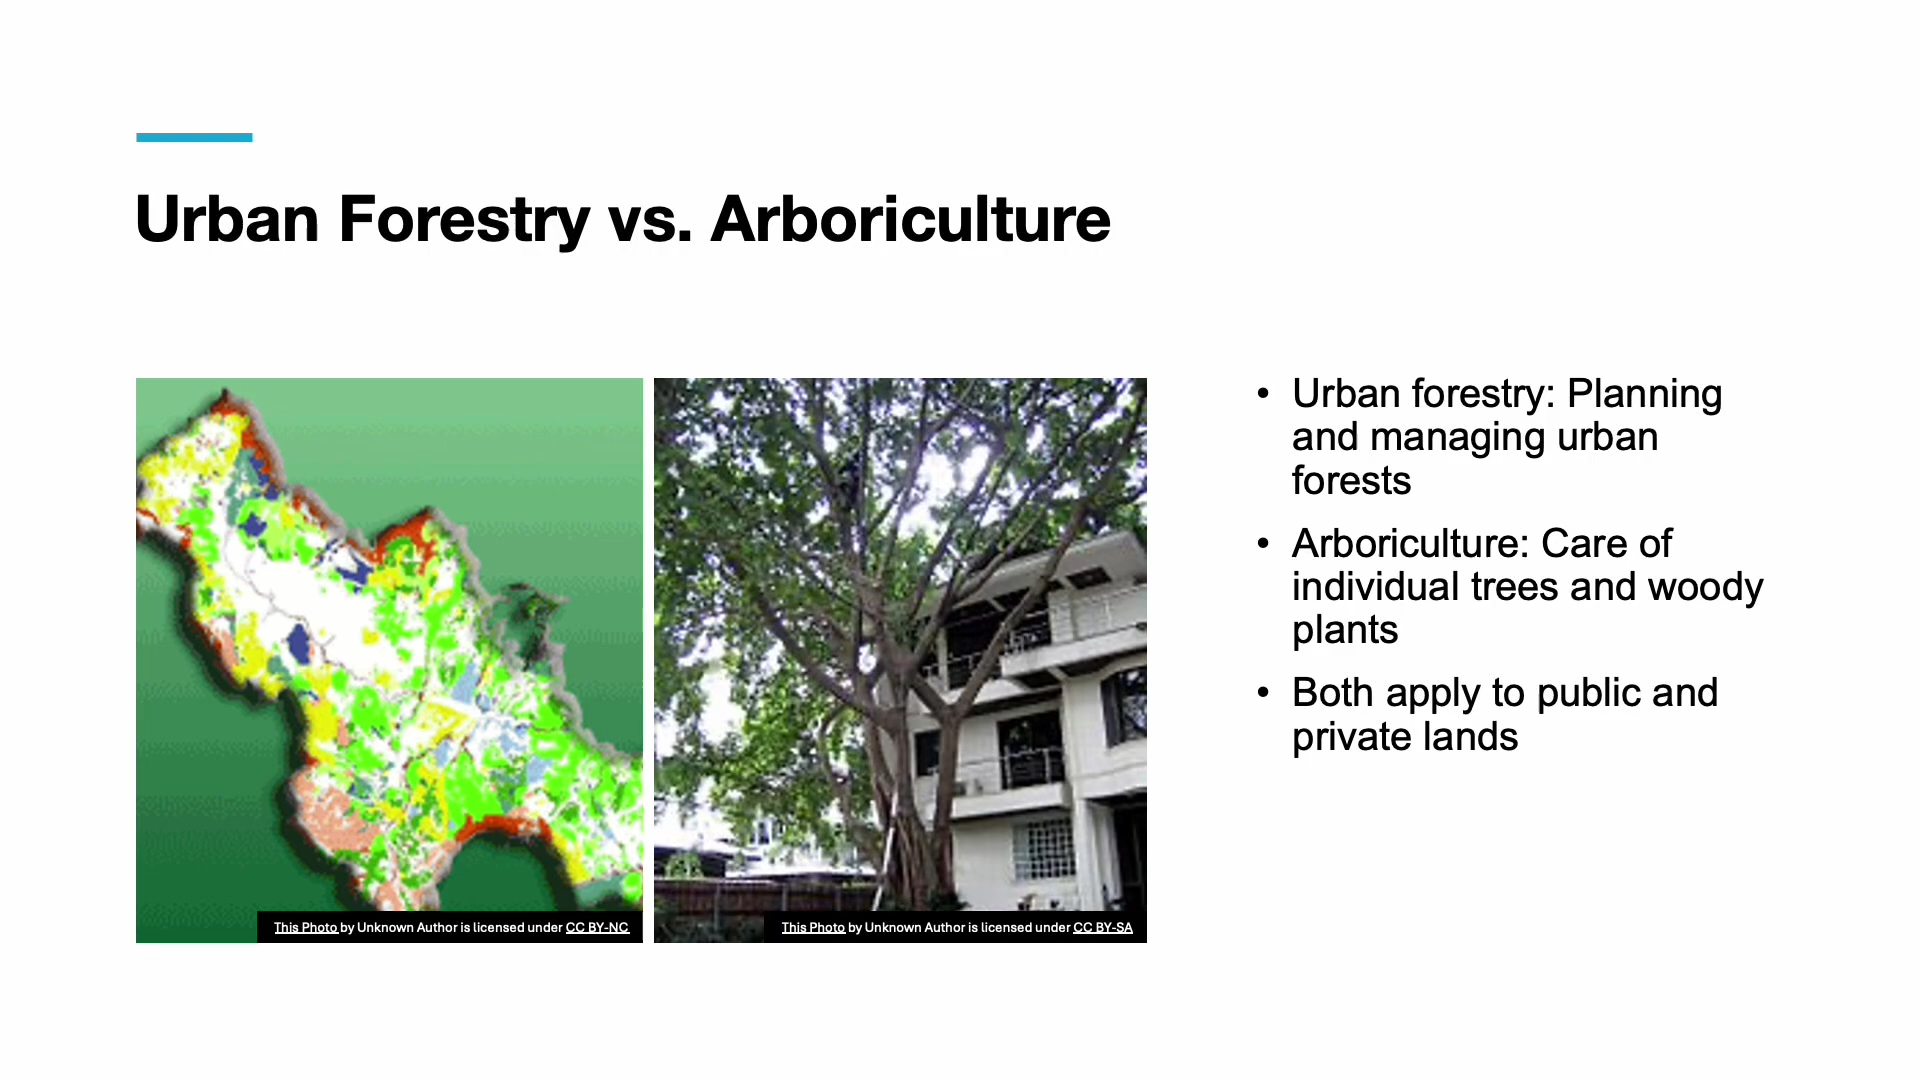 Urban Forestry vs. Arboriculture
This Photo by Unknown Author is licensed under CC BY-NC
This Photo by Unknown Author is licensed under CC BY-SA
• Urban forestry: Planning
and managing urban
forests
• Arboriculture: Care of
individual trees and woody
plants
• Both apply to public and
private lands